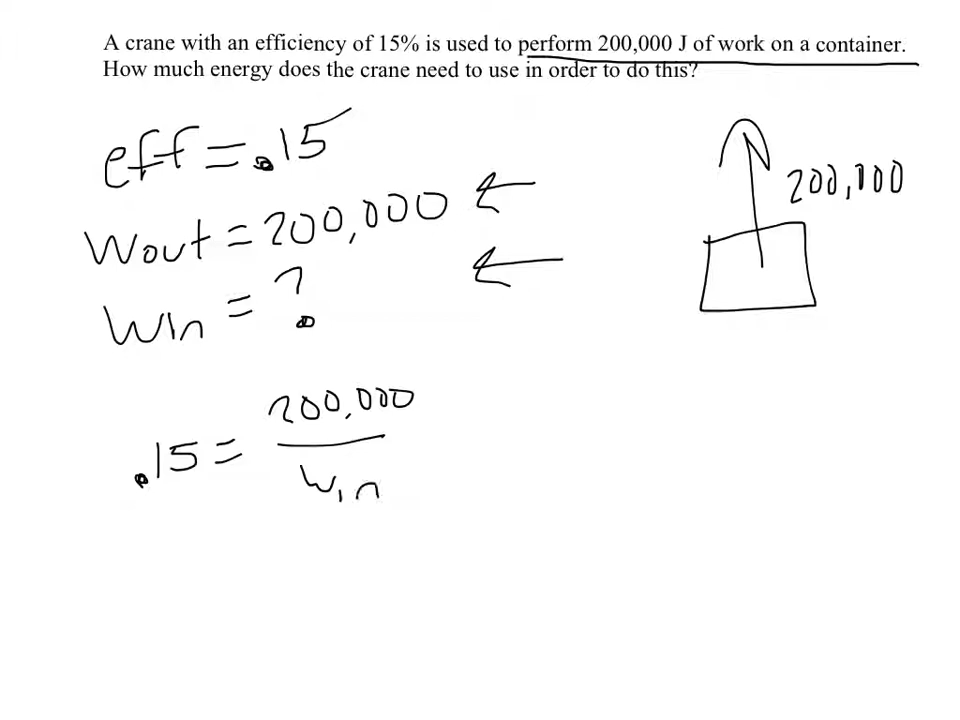 A crane with an efficiency of 15% is used to perform 200,000 J of work on a container.
How much energy does the crane need to use in order to do this?
eff = .15
Wout = 200,000
200,100
Win = ?
.15 = 200,000
Win